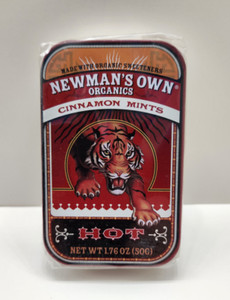 MADE WITH ORGANIC SWEETENERS
NEWMAN'S OWN®
ORGANICS
CINNAMON MINTS
HOT
NET WT 1.76 OZ (50G)